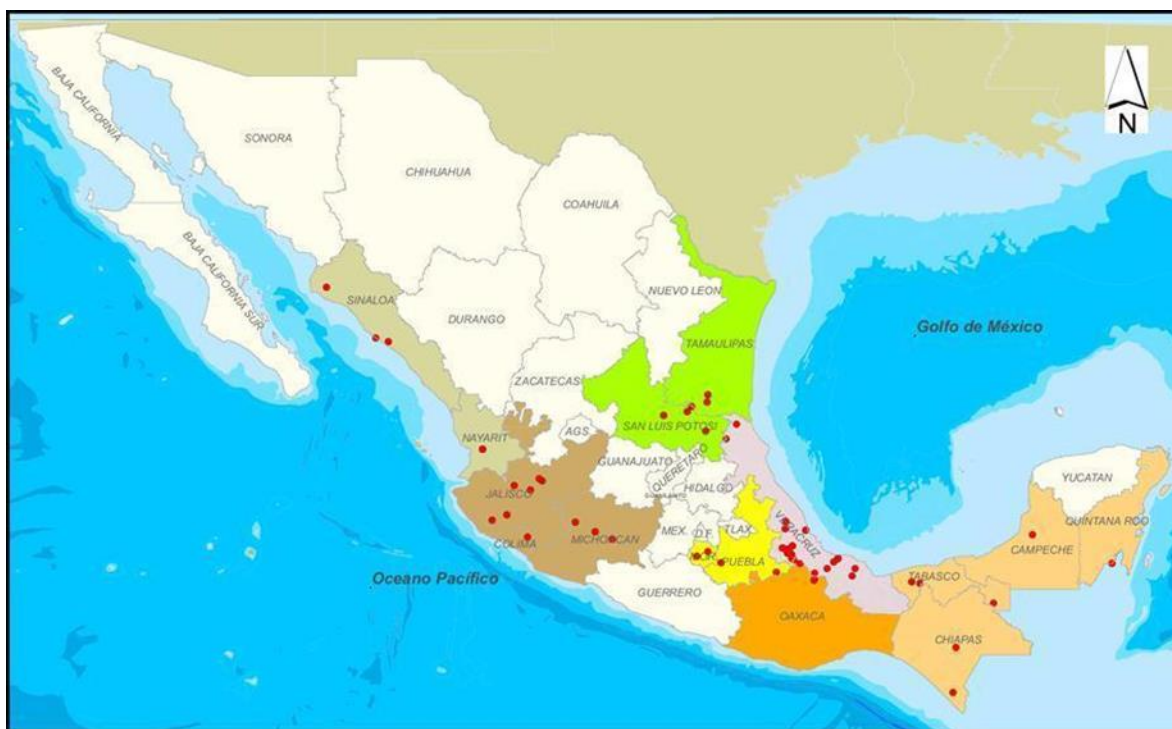 N
BAJA CALIFORNIA
SONORA
CHIHUAHUA
COAHUILA
BAJA CALIFORNIA SUR
SINALOA
NUEVO LEON
DURANGO
Golfo de México
TAMAULIPAS
ZACATECAS
SAN LUIS POTOSI
NAYARIT
AGS.
GUANAJUATO
QUERETARO
HIDALGO
YUCATAN
JALISCO
QUINTANA ROO
VERACRUZ
MEX.
D.F.
TLAX.
COLIMA
MICHOACAN
CAMPECHE
MOR.
PUEBLA
Oceano Pacífico
TABASCO
GUERRERO
OAXACA
CHIAPAS